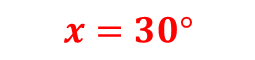 x = 30°